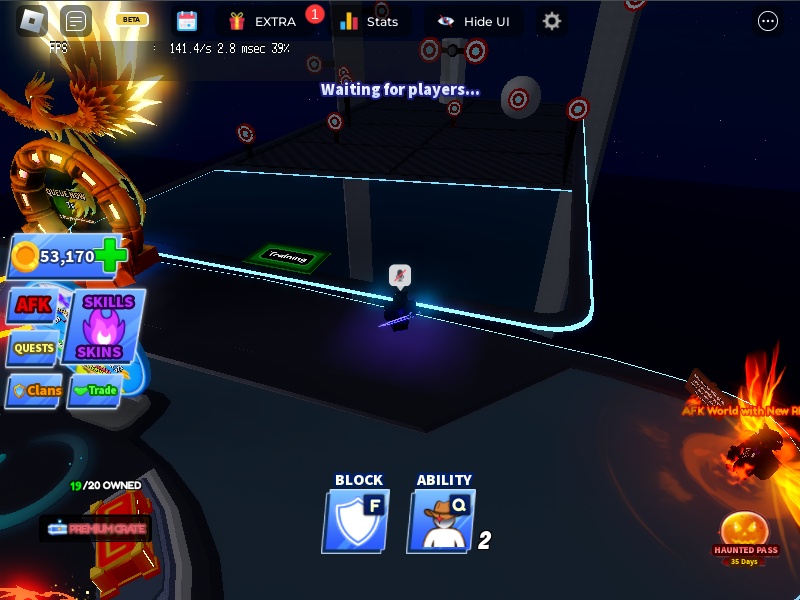 BETA
EXTRA
1
Stats
Hide UI
FPS : 141.4/s 2.8 msec 39%
Waiting for players...
QUEUE NOW
53,170
Training
AFK
SKILLS
SKINS
QUESTS
Clans
Trade
AFK World with New R
19/20 OWNED
PREMIUM CRATE
BLOCK
F
ABILITY
Q
2
HAUNTED PASS
35 Days